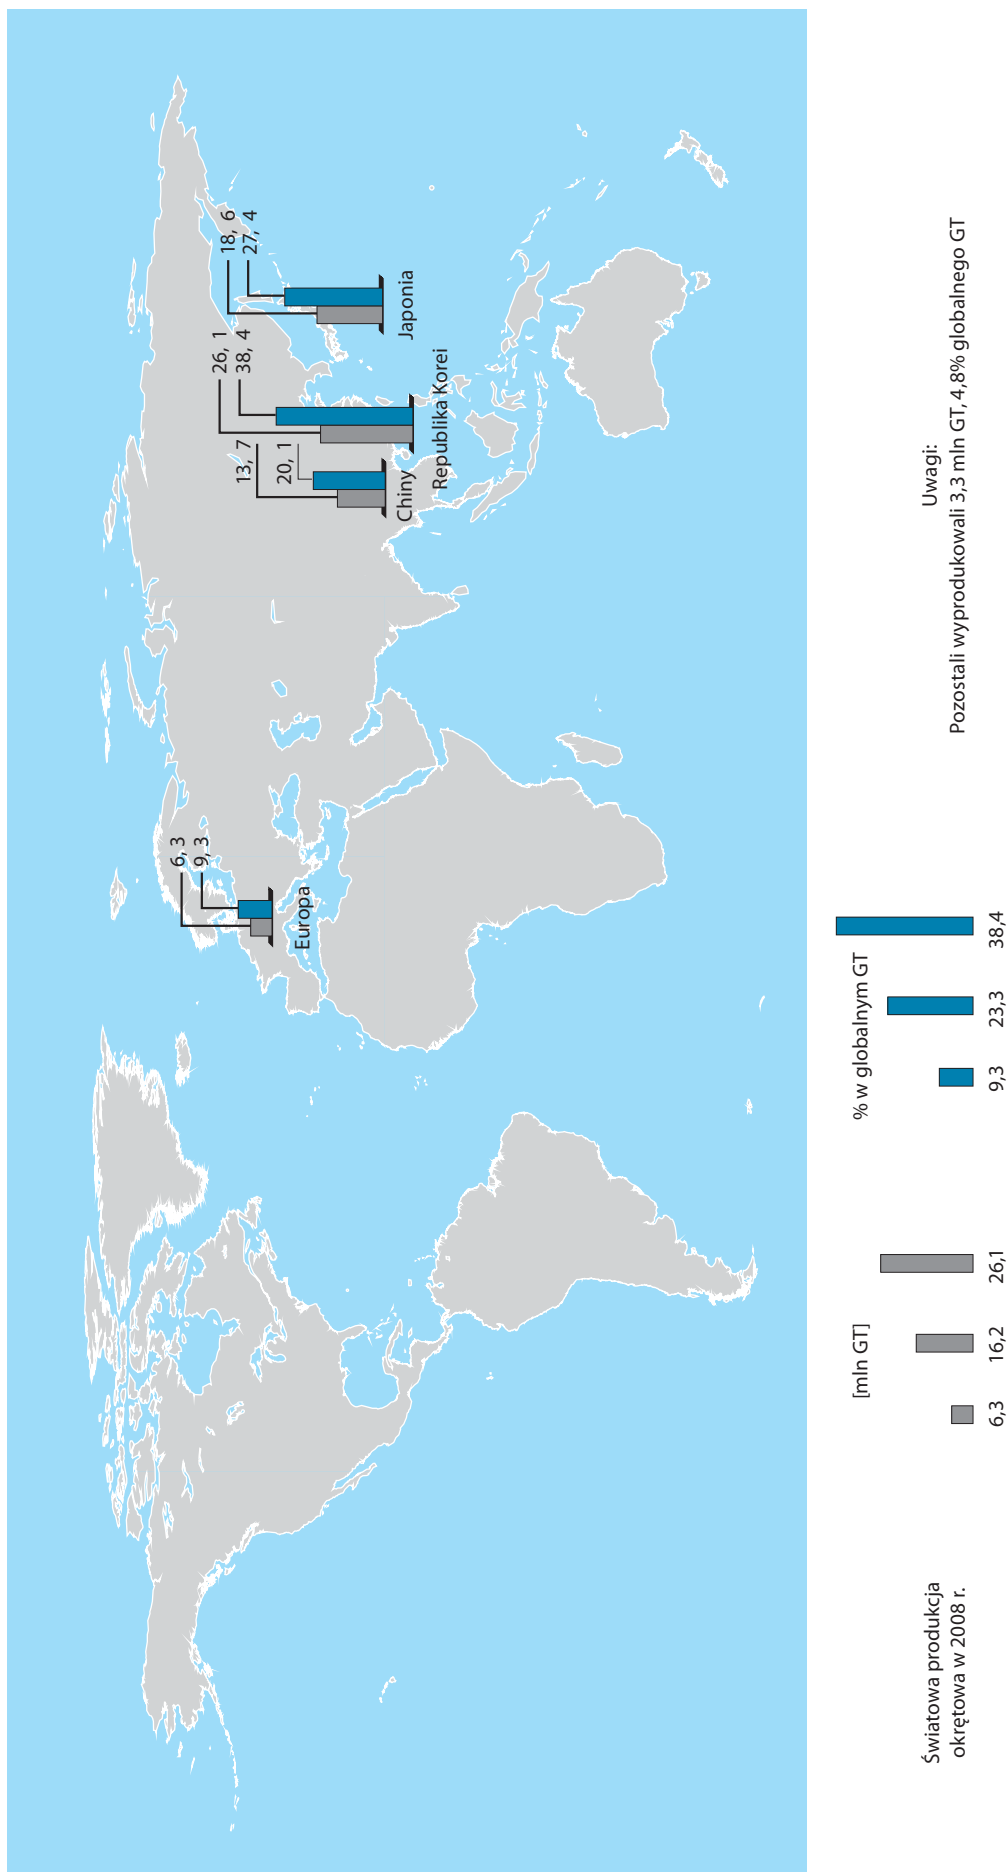 6,3
9,3
Europa
13,7
20,1
Chiny
26,1
38,4
Republika Korei
18,6
27,4
Japonia
Światowa produkcja
okrętowa w 2008 r.
[mln GT]
6,3
16,2
26,1
% w globalnym GT
9,3
23,3
38,4
Uwagi:
Pozostali wyprodukowali 3,3 mln GT, 4,8% globalnego GT